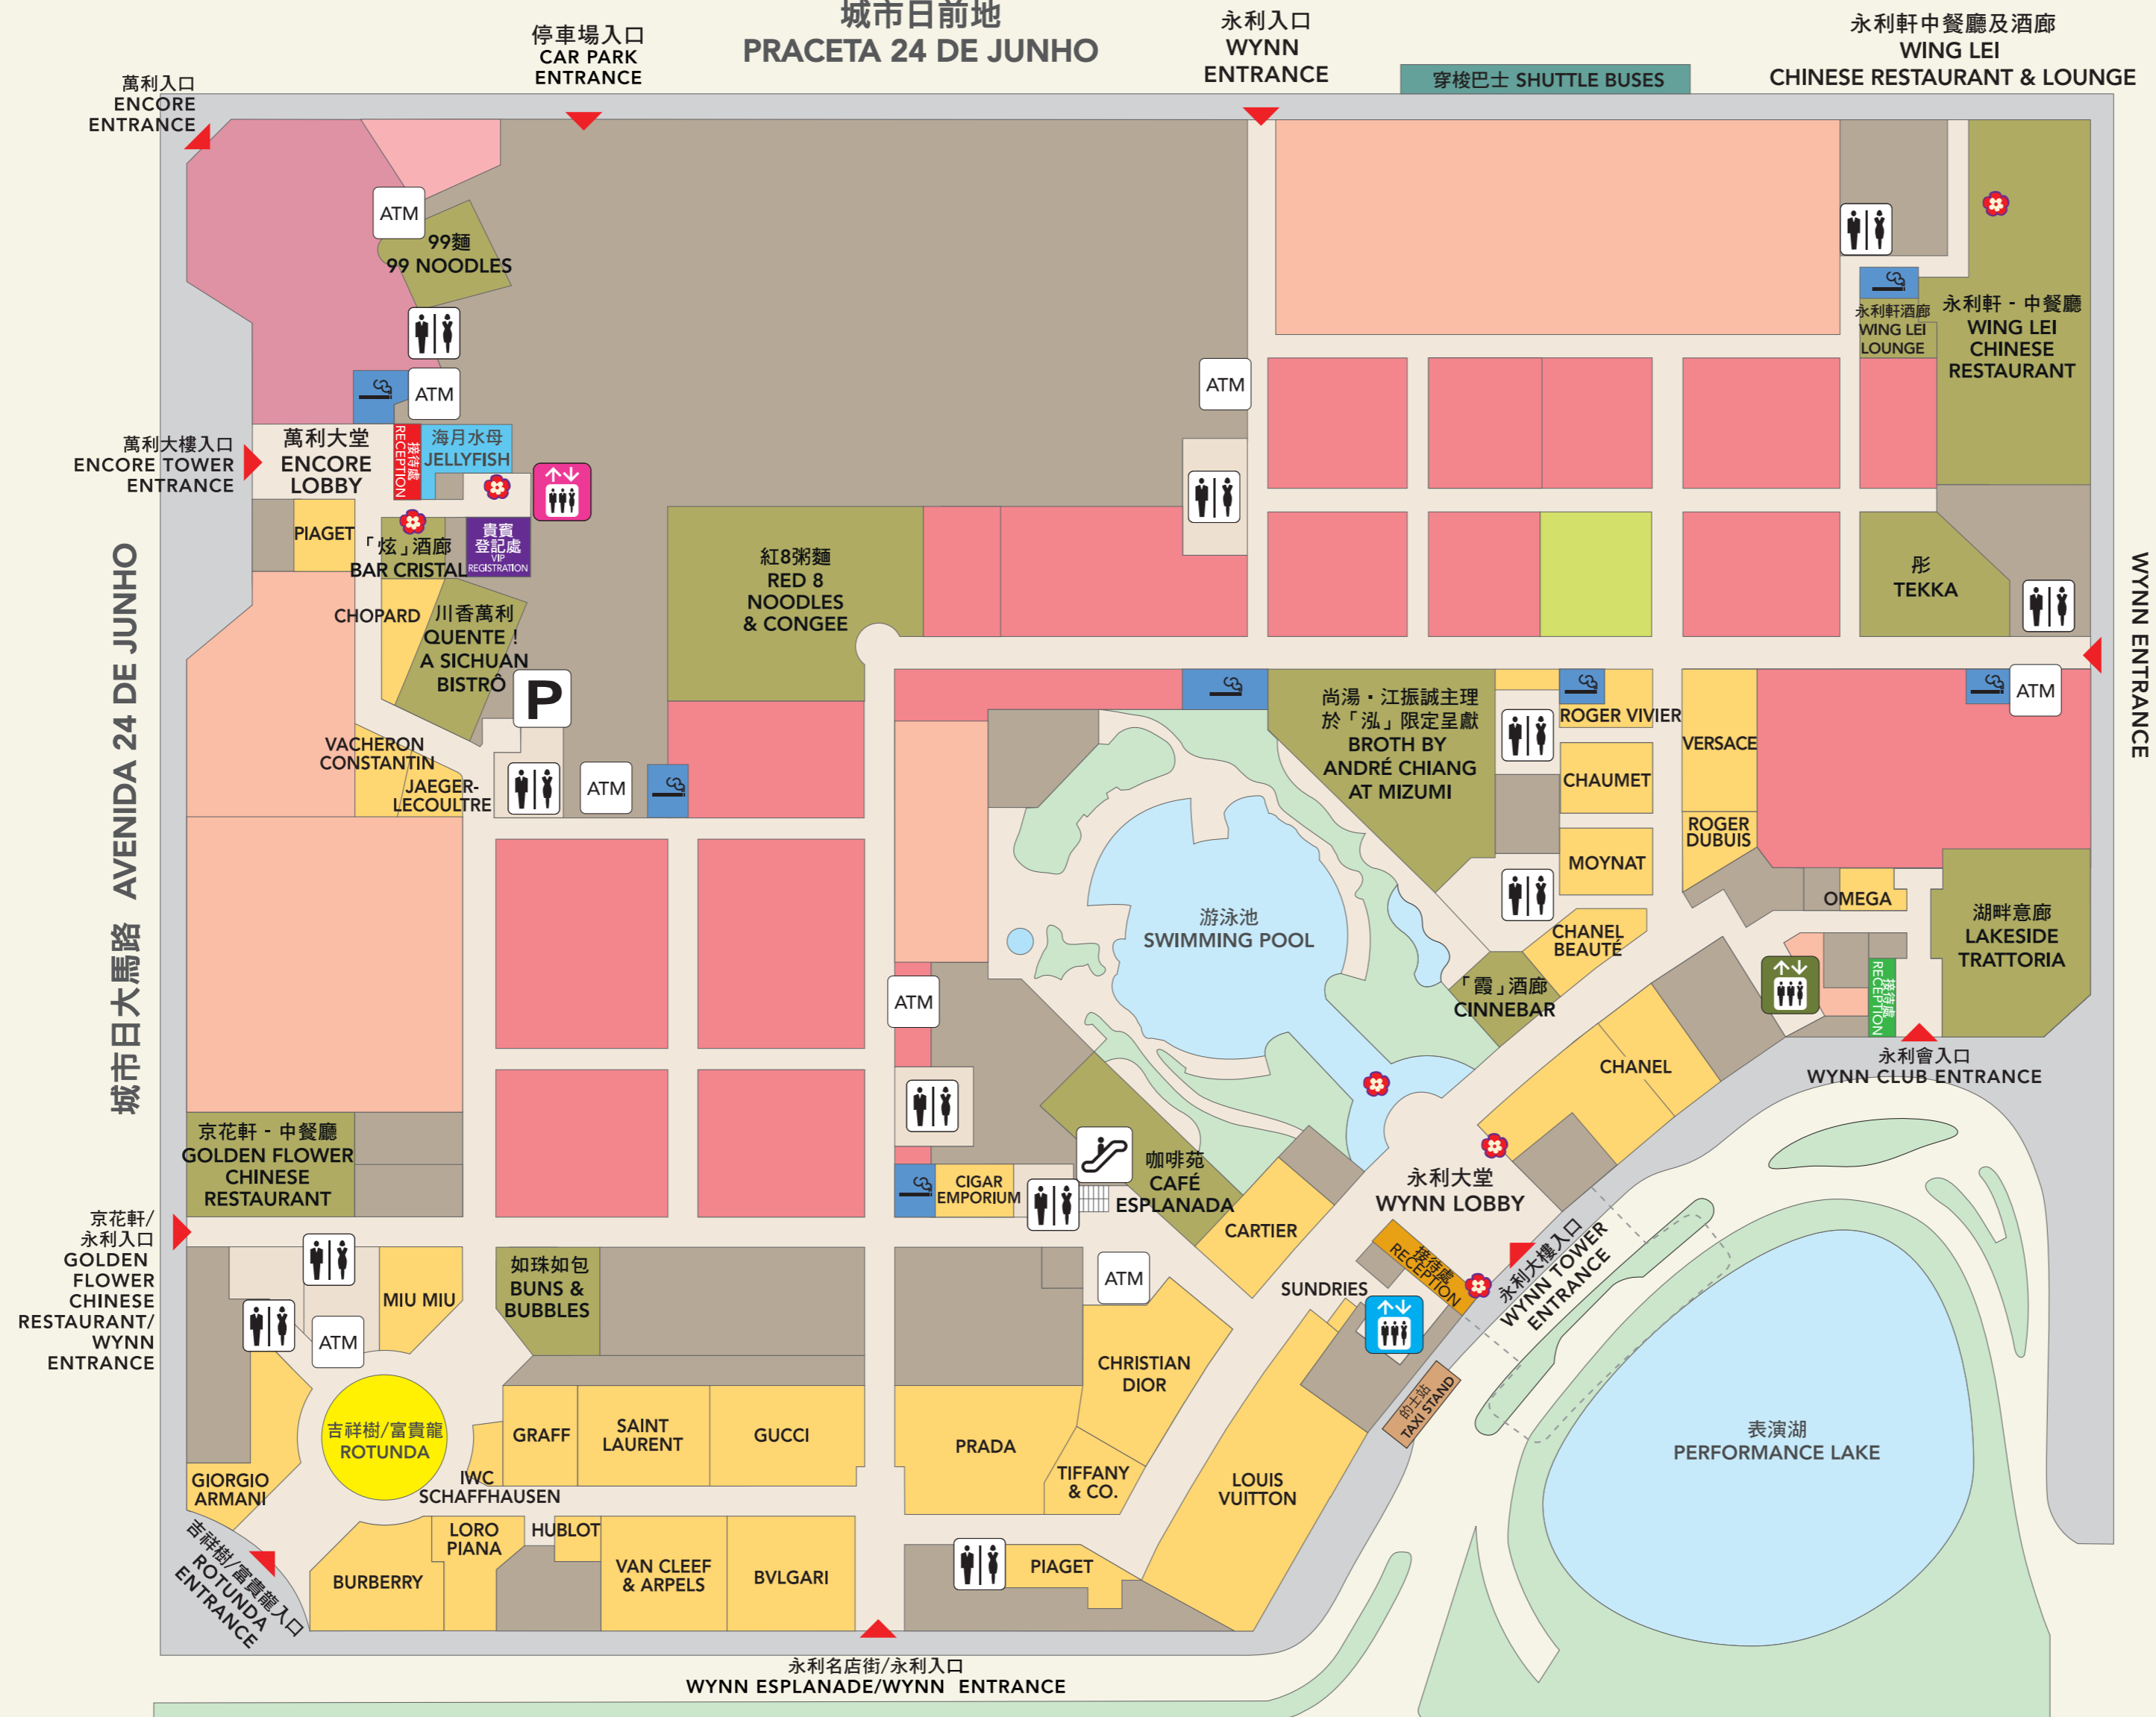 城市日前地
PRACETA 24 DE JUNHO
停車場入口
CAR PARK
ENTRANCE
永利入口
WYNN
ENTRANCE
永利軒中餐廳及酒廊
WING LEI
CHINESE RESTAURANT & LOUNGE
穿梭巴士 SHUTTLE BUSES
萬利入口
ENCORE
ENTRANCE
ATM
99麵
99 NOODLES
ATM
ATM
永利軒酒廊
WING LEI
LOUNGE
永利軒 - 中餐廳
WING LEI
CHINESE
RESTAURANT
萬利大樓入口
ENCORE TOWER
ENTRANCE
萬利大堂
ENCORE
LOBBY
接待處
RECEPTION
海月水母
JELLYFISH
PIAGET
「炫」酒廊
BAR CRISTAL
貴賓
登記處
VIP
REGISTRATION
CHOPARD
川香萬利
QUENTE！
A SICHUAN
BISTRÔ
P
紅8粥麵
RED 8
NOODLES
& CONGEE
彤
TEKKA
WYNN ENTRANCE
城市日大馬路 AVENIDA 24 DE JUNHO
VACHERON
CONSTANTIN
JAEGER-
LECOULTRE
ATM
尚湯・江振誠主理
於「泓」限定呈獻
BROTH BY
ANDRÉ CHIANG
AT MIZUMI
ROGER VIVIER
CHAUMET
MOYNAT
CHANEL
BEAUTÉ
VERSACE
ROGER
DUBUIS
ATM
OMEGA
湖畔意廊
LAKESIDE
TRATTORIA
游泳池
SWIMMING POOL
「霞」酒廊
CINNEBAR
接待處
RECEPTION
永利會入口
WYNN CLUB ENTRANCE
CHANEL
ATM
京花軒 - 中餐廳
GOLDEN FLOWER
CHINESE
RESTAURANT
CIGAR
EMPORIUM
咖啡苑
CAFÉ
ESPLANADA
CARTIER
永利大堂
WYNN LOBBY
接待處
RECEPTION
永利大樓入口
WYNN TOWER
ENTRANCE
SUNDRIES
京花軒/
永利入口
GOLDEN
FLOWER
CHINESE
RESTAURANT/
WYNN
ENTRANCE
MIU MIU
ATM
如珠如包
BUNS &
BUBBLES
ATM
CHRISTIAN
DIOR
的士站
TAXI STAND
吉祥樹/富貴龍
ROTUNDA
GRAFF
SAINT
LAURENT
GUCCI
PRADA
TIFFANY
& CO.
LOUIS
VUITTON
表演湖
PERFORMANCE LAKE
GIORGIO
ARMANI
IWC
SCHAFFHAUSEN
吉祥樹/富貴龍入口
ROTUNDA
ENTRANCE
BURBERRY
LORO
PIANA
HUBLOT
VAN CLEEF
& ARPELS
BVLGARI
PIAGET
永利名店街/永利入口
WYNN ESPLANADE/WYNN ENTRANCE